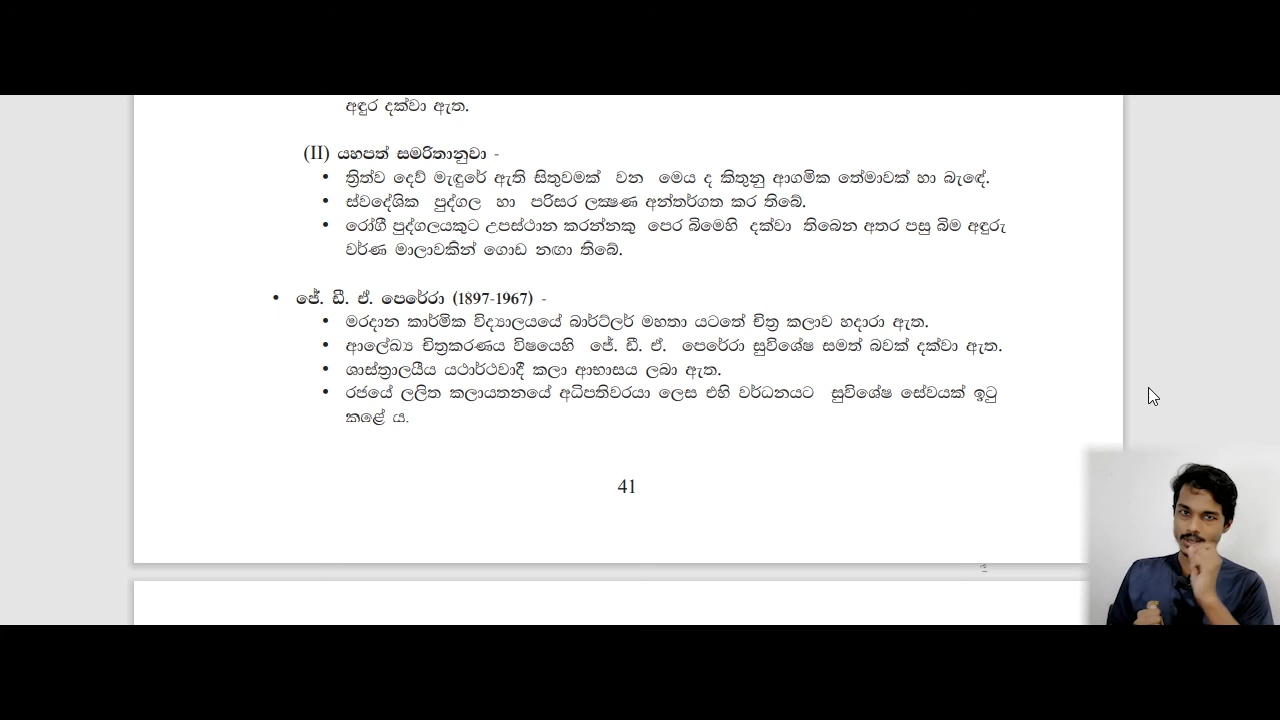 අඳුර දක්වා ඇත.
(II) යහපත් සමරිතානුවා -
• ත්‍රිත්ව දෙව් මැඳුරේ ඇති සිතුවමක් වන මෙය ද කිතුනු ආගමික තේමාවක් හා බැඳේ.
• ස්වදේශික පුද්ගල හා පරිසර ලක්‍ෂණ අන්තර්ගත කර තිබේ.
• රෝගී පුද්ගලයකුට උපස්ථාන කරන්නකු පෙර බිමෙහි දක්වා තිබෙන අතර පසු බිම අඳුරු
වර්ණ මාලාවකින් ගොඩ නඟා තිබේ.
• ජේ. ඩී. ඒ. පෙරේරා (1897-1967) -
• මරදාන කාර්මික විද්‍යාලයයේ බාර්ට්ලර් මහතා යටතේ චිත්‍ර කලාව හදාරා ඇත.
• ආලේඛ්‍ය චිත්‍රකරණය විෂයෙහි ජේ. ඩී. ඒ. පෙරේරා සුවිශේෂ සමත් බවක් දක්වා ඇත.
• ශාස්ත්‍රාලයීය යථාර්ථවාදී කලා ආභාසය ලබා ඇත.
• රජයේ ලලිත කලායතනයේ අධිපතිවරයා ලෙස එහි වර්ධනයට සුවිශේෂ සේවයක් ඉටු
කළේ ය.
41